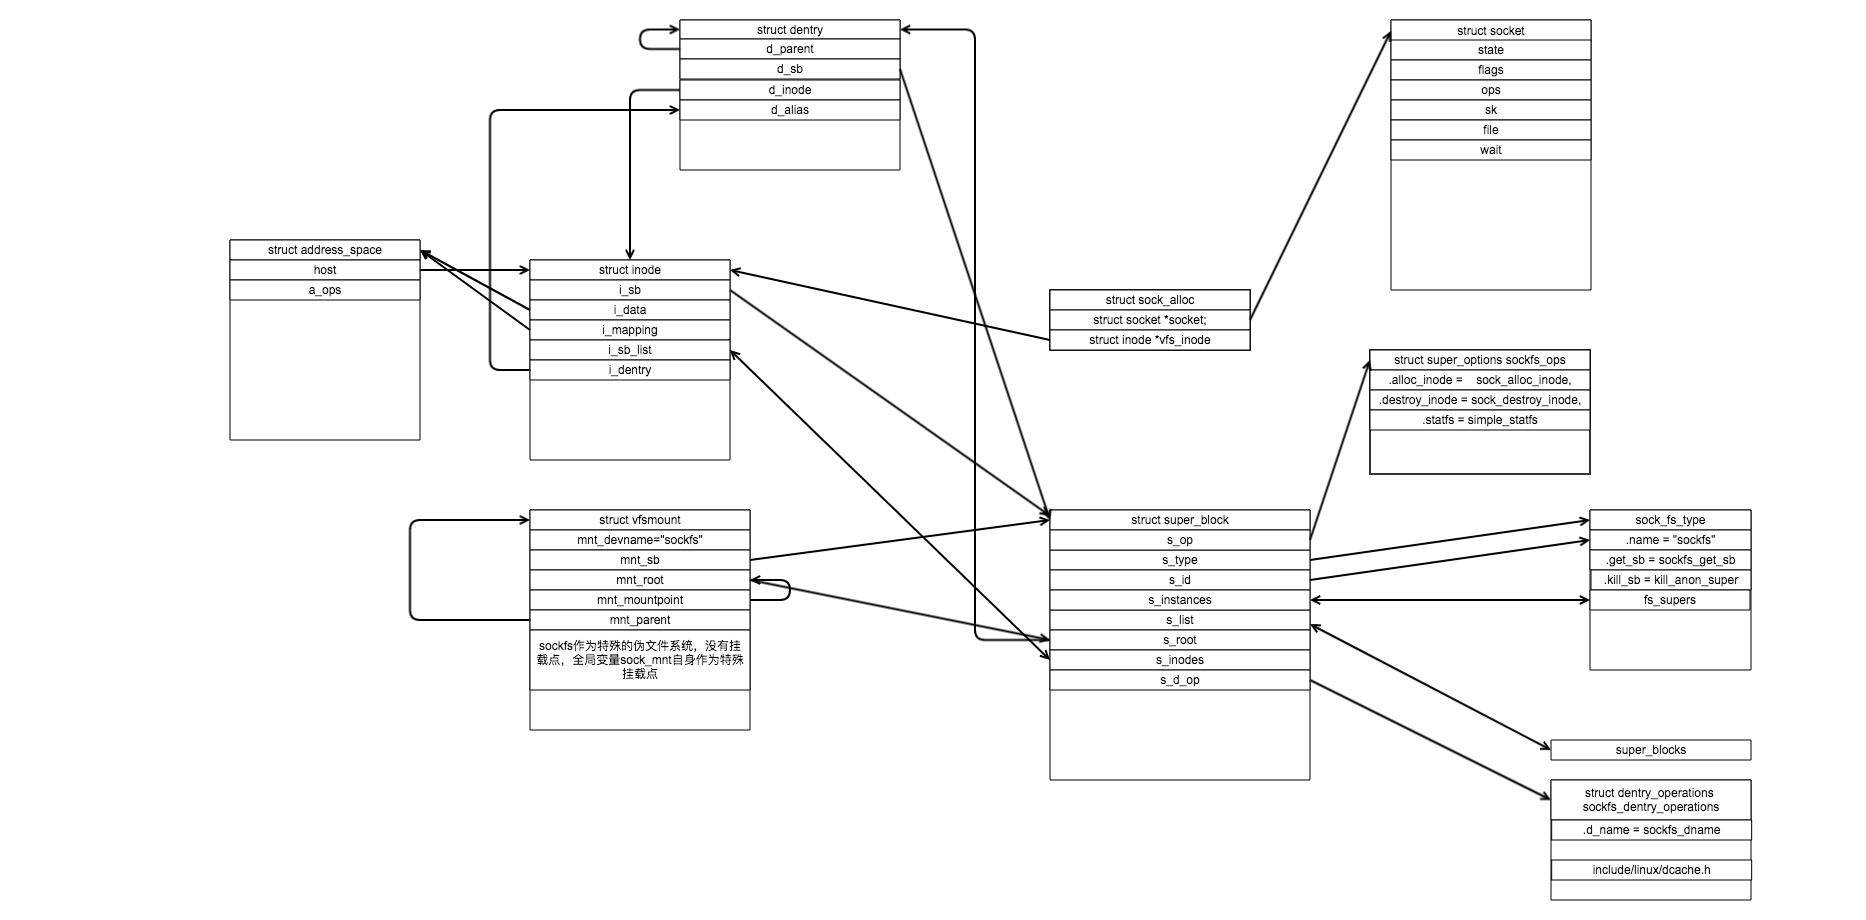 struct dentry
d_parent
d_sb
d_inode
d_alias
struct socket
state
flags
ops
sk
file
wait
struct address_space
host
a_ops
struct inode
i_sb
i_data
i_mapping
i_sb_list
i_dentry
struct sock_alloc
struct socket *socket;
struct inode *vfs_inode
struct super_options sockfs_ops
.alloc_inode = sock_alloc_inode,
.destroy_inode = sock_destroy_inode,
.statfs = simple_statfs
struct vfsmount
mnt_devname="sockfs"
mnt_sb
mnt_root
mnt_mountpoint
mnt_parent
sockfs作为特殊的伪文件系统，没有挂
载点，全局变量sock_mnt自身作为特殊
挂载点
struct super_block
s_op
s_type
s_id
s_instances
s_list
s_root
s_inodes
s_d_op
sock_fs_type
.name = "sockfs"
.get_sb = sockfs_get_sb
.kill_sb = kill_anon_super
fs_supers
super_blocks
struct dentry_operations
sockfs_dentry_operations
.d_name = sockfs_dname
include/linux/dcache.h